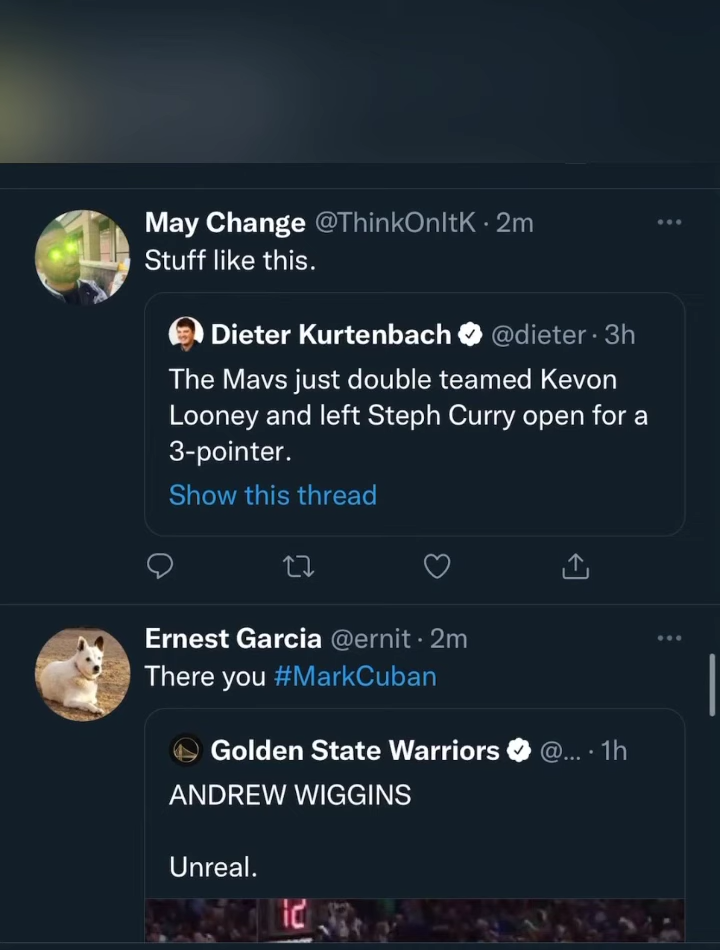 May Change @ThinkOnItK · 2m
Stuff like this.
Dieter Kurtenbach @dieter · 3h
The Mavs just double teamed Kevon
Looney and left Steph Curry open for a
3-pointer.
Show this thread
Ernest Garcia @ernit · 2m
There you #MarkCuban
Golden State Warriors @... · 1h
ANDREW WIGGINS
Unreal.
12